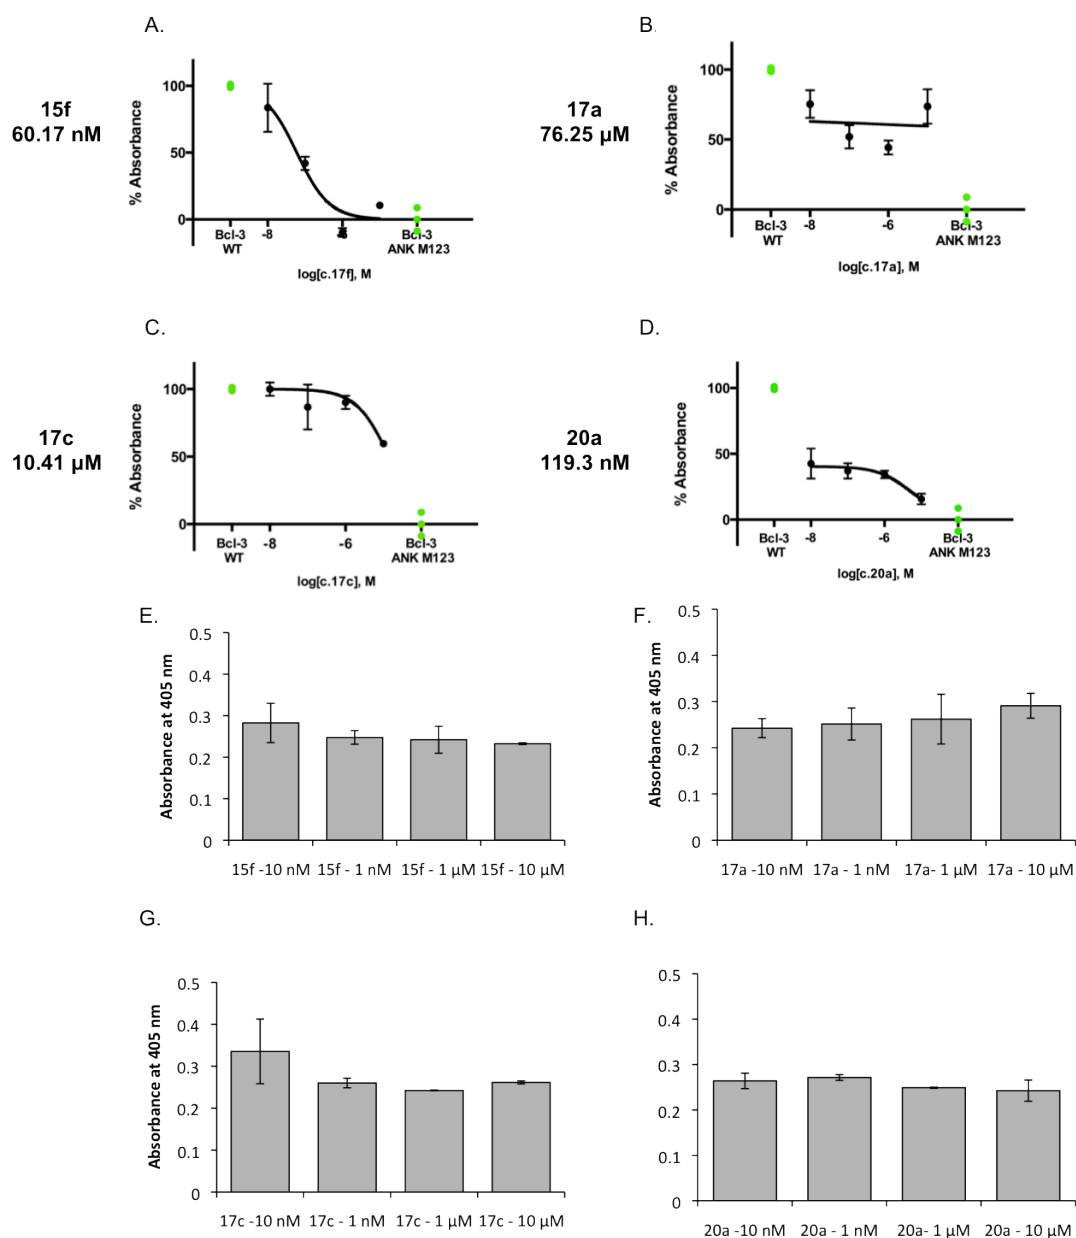 A.
15f
60.17 nM
% Absorbance
100
50
0
Bcl-3
WT
-8
-6
Bcl-3
ANK M123
log[c.17f], M
B.
17a
76.25 µM
% Absorbance
100
50
0
Bcl-3
WT
-8
-6
Bcl-3
ANK M123
log[c.17a], M
C.
17c
10.41 µM
% Absorbance
100
50
0
Bcl-3
WT
-8
-6
Bcl-3
ANK M123
log[c.17c], M
D.
20a
119.3 nM
% Absorbance
100
50
0
Bcl-3
WT
-8
-6
Bcl-3
ANK M123
log[c.20a], M
E.
Absorbance at 405 nm
0.5
0.4
0.3
0.2
0.1
0
15f -10 nM 15f - 1 nM 15f - 1 µM 15f - 10 µM
F.
Absorbance at 405 nm
0.5
0.4
0.3
0.2
0.1
0
17a -10 nM 17a - 1 nM 17a- 1 µM 17a - 10 µM
G.
Absorbance at 405 nm
0.5
0.4
0.3
0.2
0.1
0
17c -10 nM 17c - 1 nM 17c - 1 µM 17c - 10 µM
H.
0.5
0.4
0.3
0.2
0.1
0
20a -10 nM 20a - 1 nM 20a- 1 µM 20a - 10 µM